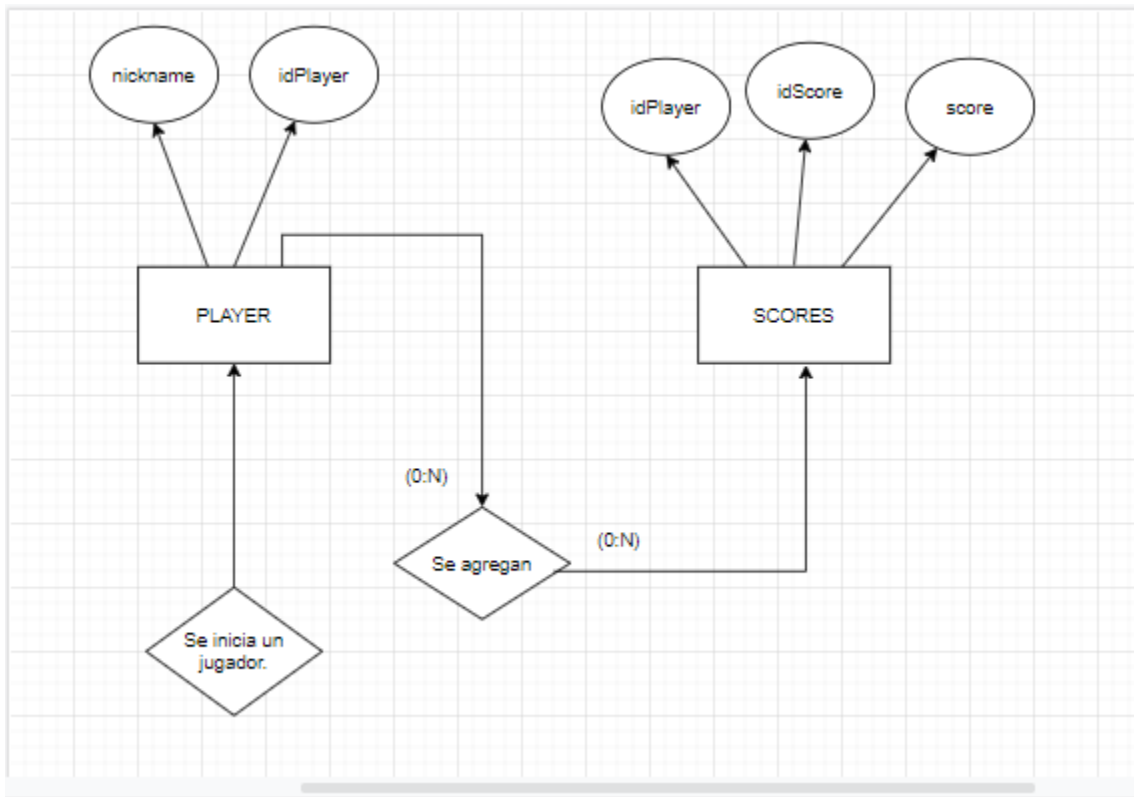 nickname
idPlayer
idPlayer
idScore
score
PLAYER
SCORES
(0:N)
Se agregan
(0:N)
Se inicia un
jugador.